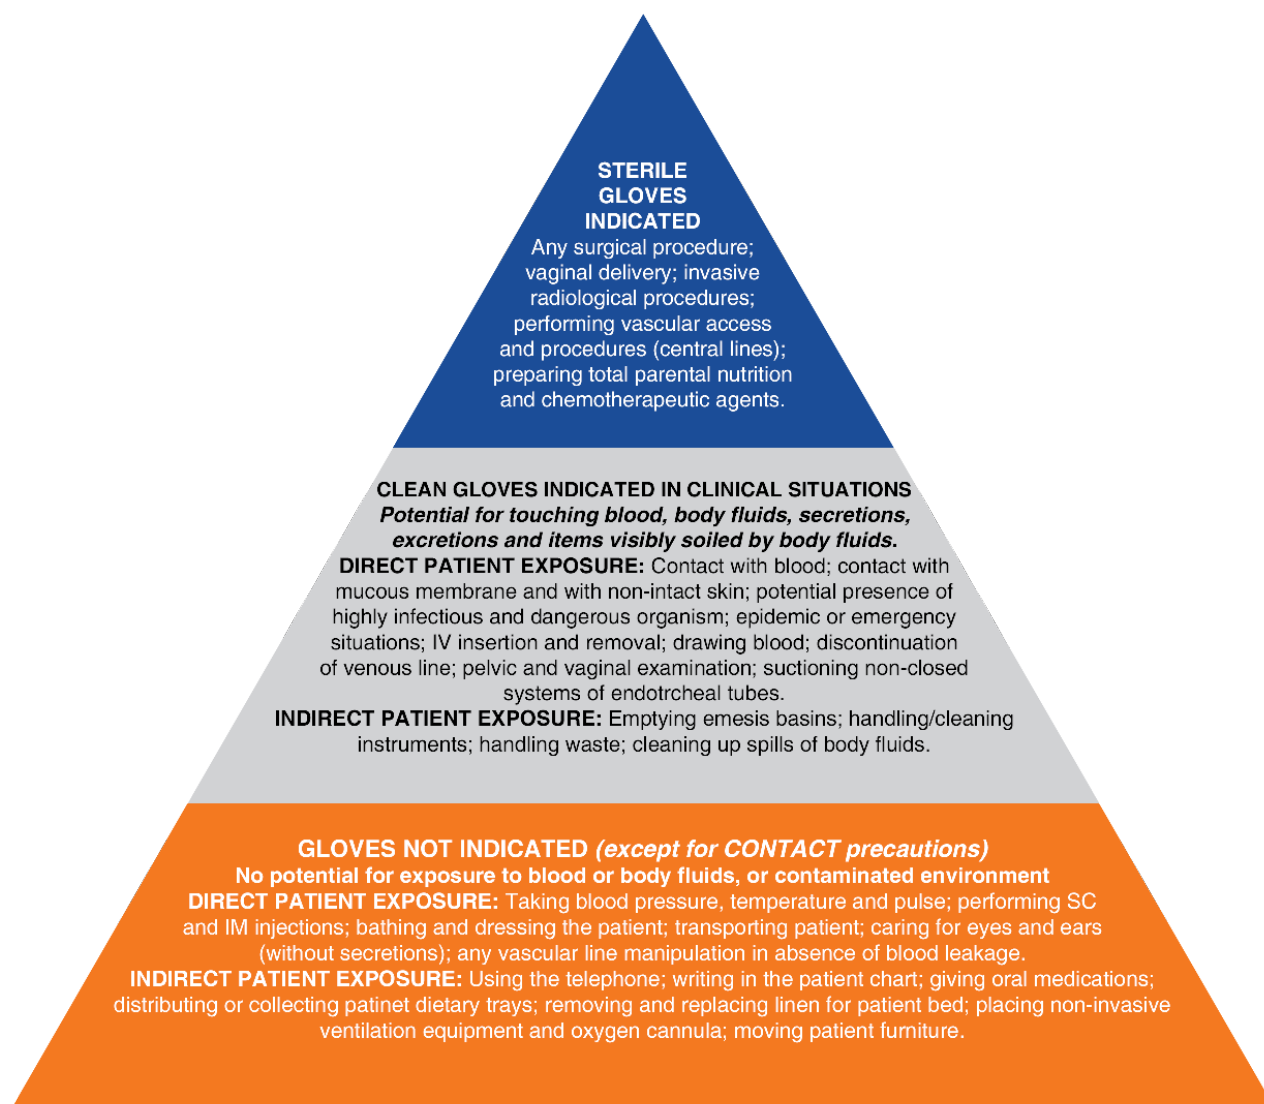 STERILE
GLOVES
INDICATED
Any surgical procedure;
vaginal delivery; invasive
radiological procedures;
performing vascular access
and procedures (central lines);
preparing total parental nutrition
and chemotherapeutic agents.
CLEAN GLOVES INDICATED IN CLINICAL SITUATIONS
Potential for touching blood, body fluids, secretions,
excretions and items visibly soiled by body fluids.
DIRECT PATIENT EXPOSURE: Contact with blood; contact with
mucous membrane and with non-intact skin; potential presence of
highly infectious and dangerous organism; epidemic or emergency
situations; IV insertion and removal; drawing blood; discontinuation
of venous line; pelvic and vaginal examination; suctioning non-closed
systems of endotrcheal tubes.
INDIRECT PATIENT EXPOSURE: Emptying emesis basins; handling/cleaning
instruments; handling waste; cleaning up spills of body fluids.
GLOVES NOT INDICATED (except for CONTACT precautions)
No potential for exposure to blood or body fluids, or contaminated environment
DIRECT PATIENT EXPOSURE: Taking blood pressure, temperature and pulse; performing SC
and IM injections; bathing and dressing the patient; transporting patient; caring for eyes and ears
(without secretions); any vascular line manipulation in absence of blood leakage.
INDIRECT PATIENT EXPOSURE: Using the telephone; writing in the patient chart; giving oral medications;
distributing or collecting patinet dietary trays; removing and replacing linen for patient bed; placing non-invasive
ventilation equipment and oxygen cannula; moving patient furniture.